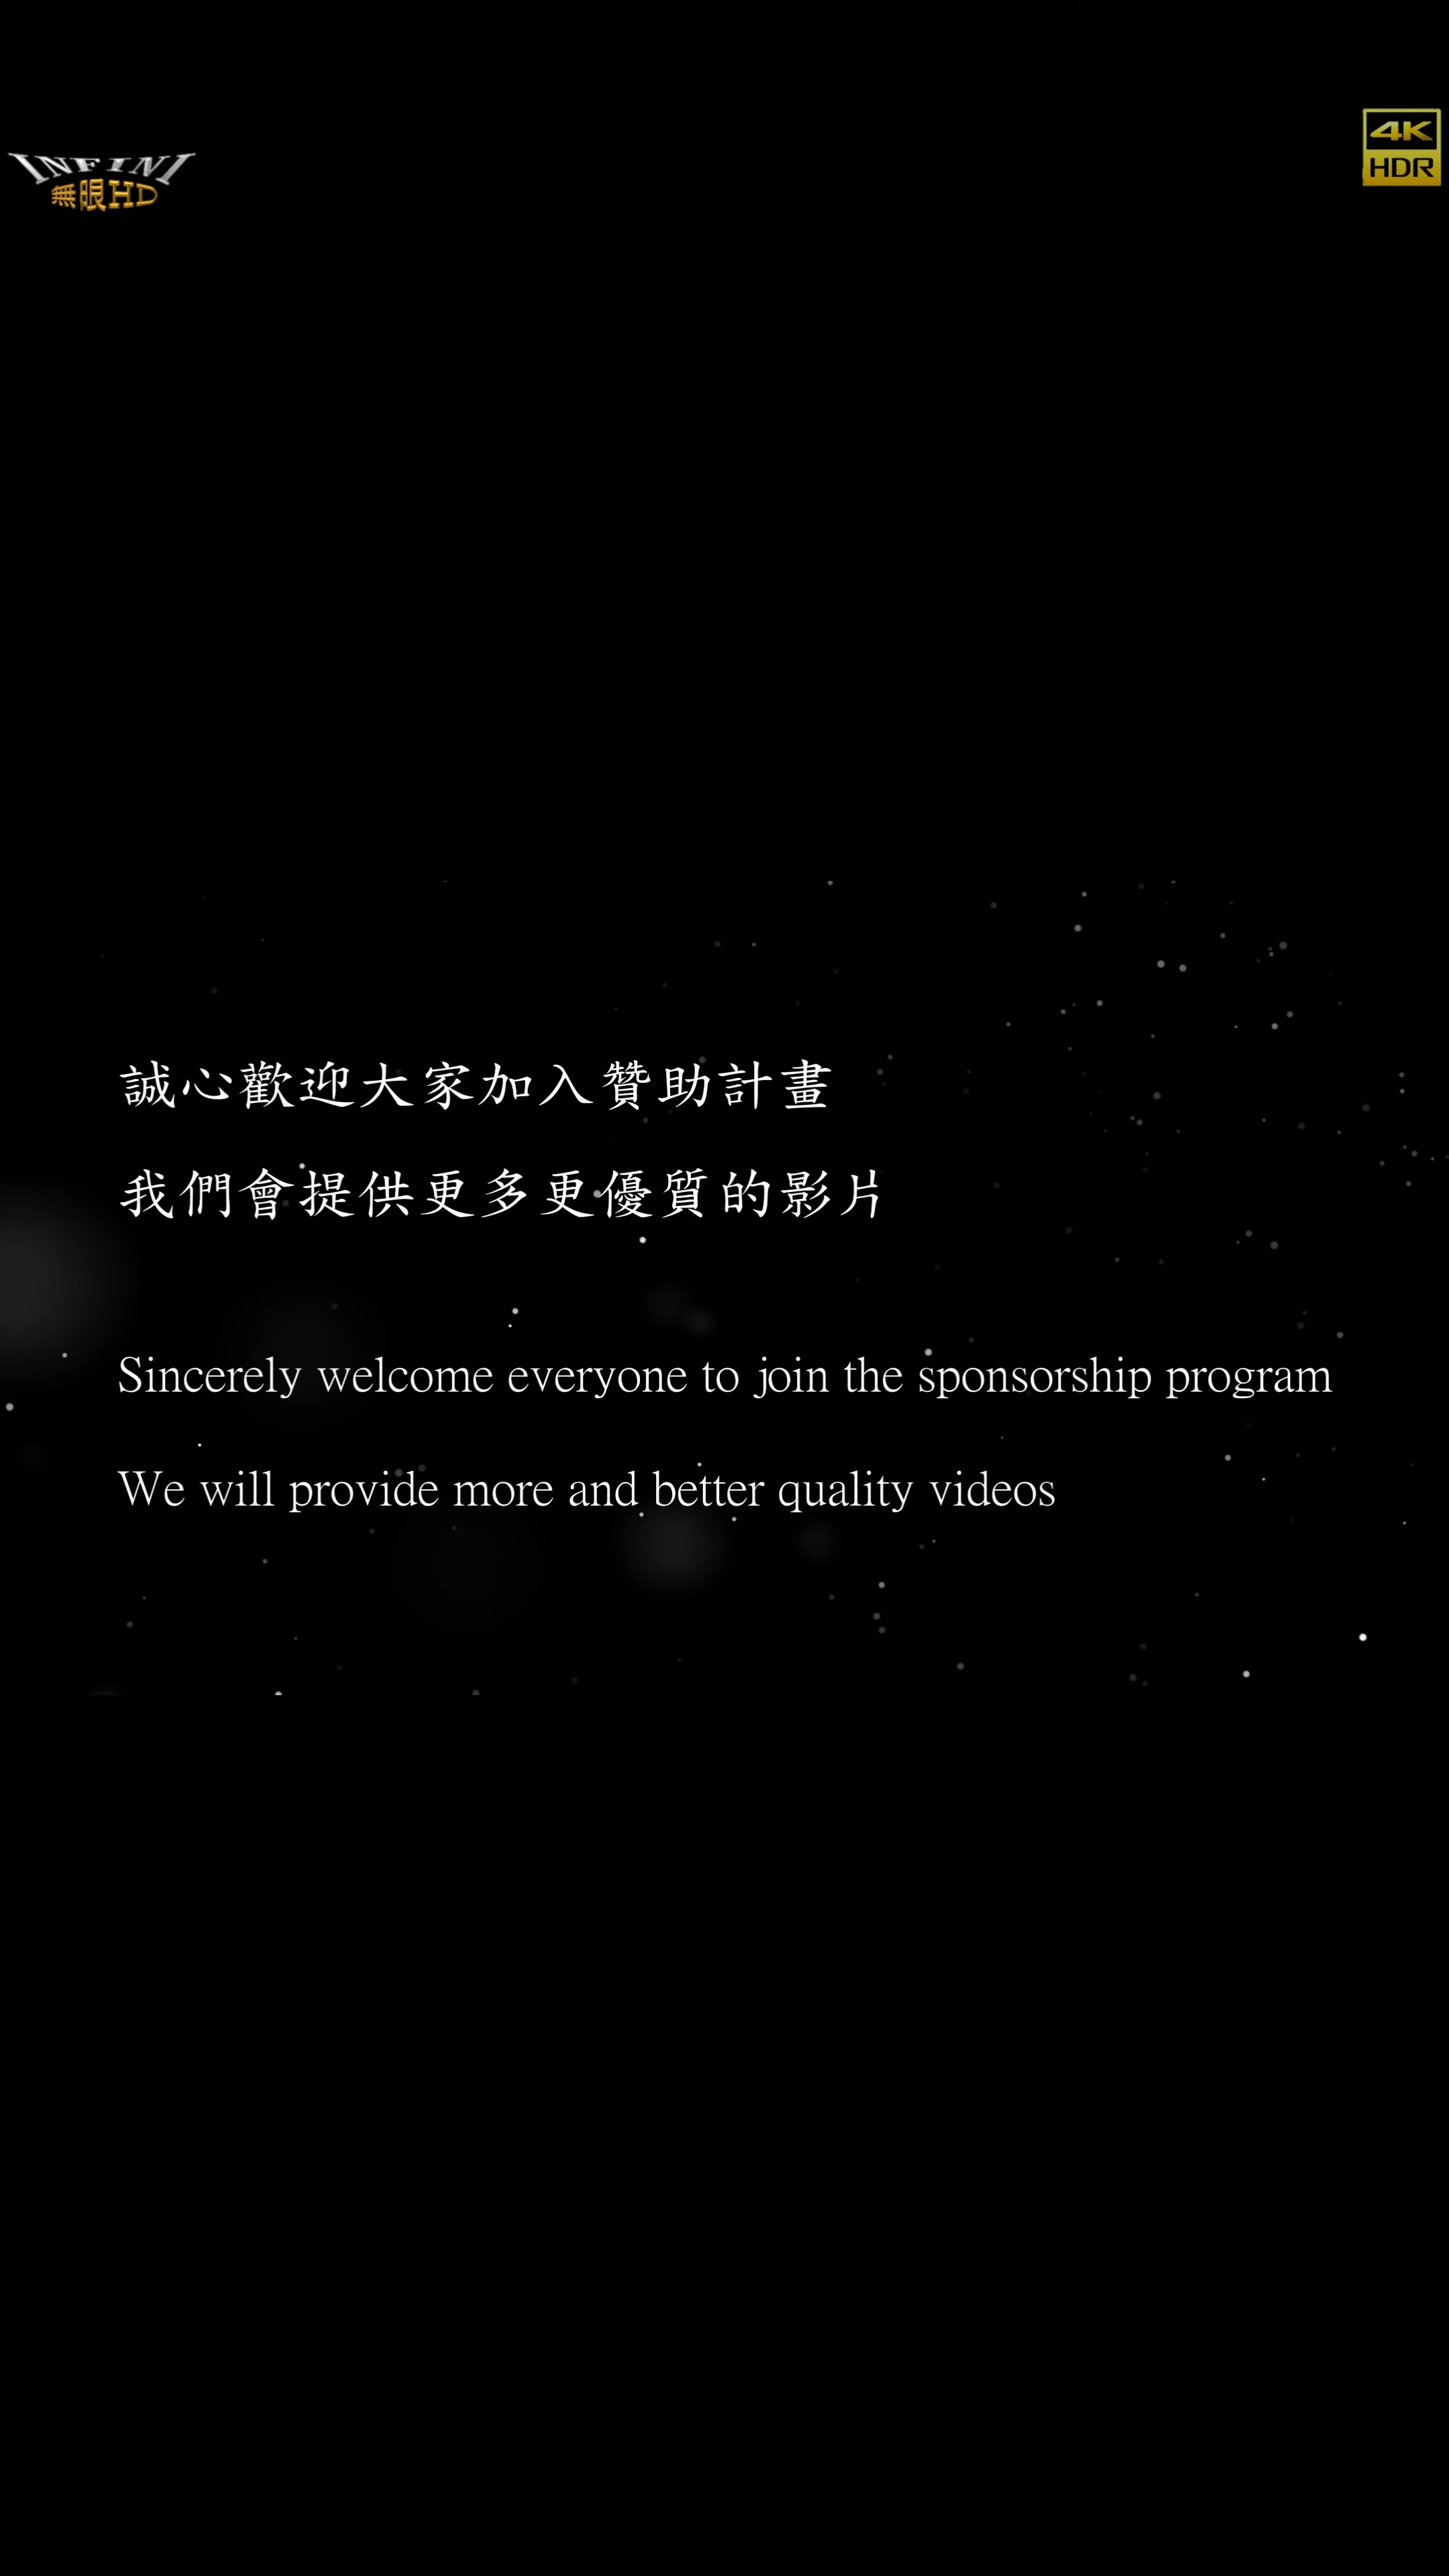 INFINI
無限HD
4K
HDR
誠心歡迎大家加入贊助計畫
我們會提供更多更優質的影片
Sincerely welcome everyone to join the sponsorship program
We will provide more and better quality videos